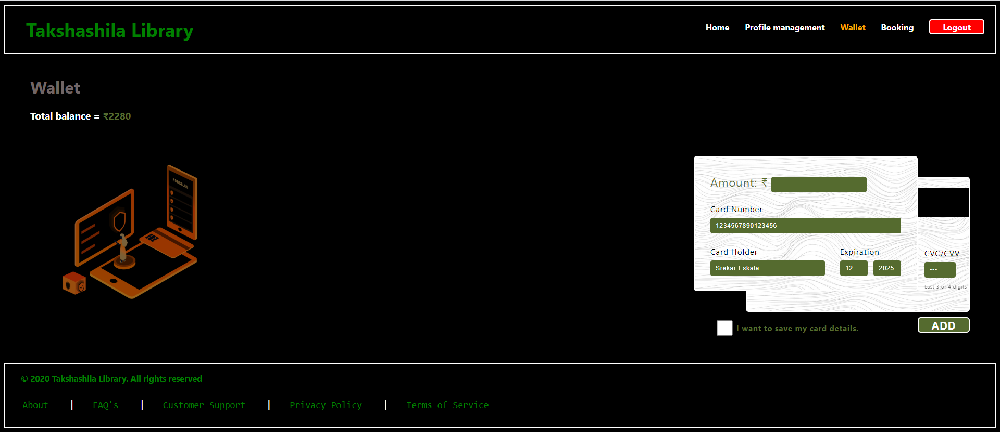 Takshashila Library
Home Profile management Wallet Booking Logout
Wallet
Total balance = ₹2280
Amount: ₹
Card Number
1234567890123456
Card Holder Expiration CVC/CVV
Srekar Eskala 12 2025 •••
Last 3 or 4 digits
I want to save my card details. ADD
© 2020 Takshashila Library. All rights reserved
About | FAQ's | Customer Support | Privacy Policy | Terms of Service